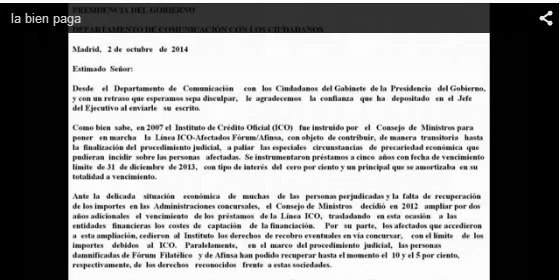 la bien paga
PRESIDENCIA DEL GOBIERNO
DEPARTAMENTO DE COMUNICACIÓN CON LOS CIUDADANOS
Madrid, 2 de octubre de 2014
Estimado Señor:
Desde el Departamento de Comunicación con los Ciudadanos del Gabinete de la Presidencia del Gobierno,
y con un retraso que esperamos sepa disculpar, le agradecemos la confianza que ha depositado en el Jefe
del Ejecutivo al enviarle su escrito.
Como bien sabe, en 2007 el Instituto de Crédito Oficial (ICO) fue instruido por el Consejo de Ministros para
poner en marcha la Línea ICO-Afectados Fórum/Afinsa, con objeto de contribuir, de manera transitoria hasta
la finalización del procedimiento judicial, a paliar las especiales circunstancias de precariedad económica que
pudieran incidir sobre las personas afectadas. Se instrumentaron préstamos a cinco años con fecha de vencimiento
límite de 31 de diciembre de 2013, con tipo de interés del cero por ciento y un principal que se amortizaba en su
totalidad a vencimiento.
Ante la delicada situación económica de muchas de las personas perjudicadas y la falta de recuperación
de los importes en las Administraciones concursales, el Consejo de Ministros decidió en 2012 ampliar por dos
años adicionales el vencimiento de los préstamos de la Línea ICO, trasladando en esta ocasión a las
entidades financieras los costes de captación de la financiación. Por su parte, los afectados que accedieron
a esta ampliación, cedieron al Instituto los derechos de recobro eventuales en vía concursar, con el límite de los
importes debidos al ICO. Paralelamente, en el marco del procedimiento judicial, las personas
damnificadas de Fórum Filatélico y de Afinsa han podido recuperar hasta el momento el 10 y el 5 por ciento,
respectivamente, de los derechos reconocidos frente a estas sociedades.